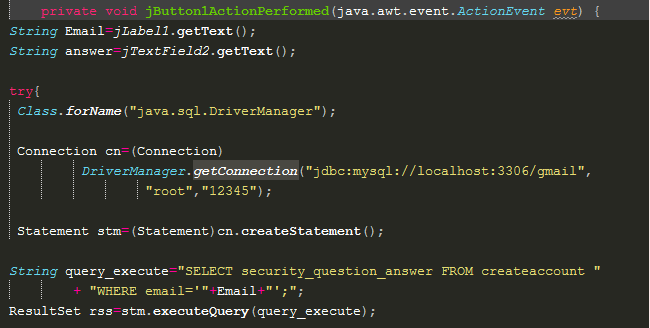 private void jButton1ActionPerformed(java.awt.event.ActionEvent evt) {
String Email=jLabel1.getText();
String answer=jTextField2.getText();
try{
Class.forName("java.sql.DriverManager");
Connection cn=(Connection)
DriverManager.getConnection("jdbc:mysql://localhost:3306/gmail",
"root","12345");
Statement stm=(Statement)cn.createStatement();
String query_execute="SELECT security_question_answer FROM createaccount "
+ "WHERE email='"+Email+"';";
ResultSet rss=stm.executeQuery(query_execute);